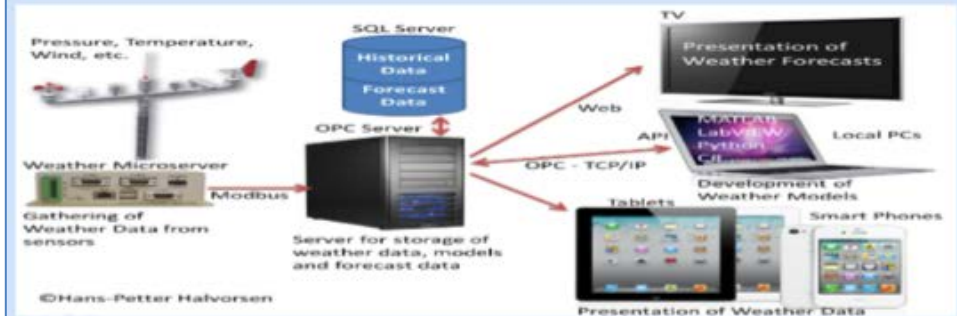 Pressure, Temperature,
Wind, etc.
Weather Microserver
Gathering of
Weather Data from
sensors
Modbus
SQL Server
Historical
Data
Forecast
Data
OPC Server
Server for storage of
weather data, models
and forecast data
Web
API
OPC - TCP/IP
TV
Presentation of
Weather Forecasts
MATLAB
LabVIEW
Python
C#
Local PCs
Development of
Weather Models
Tablets
Smart Phones
Presentation of Weather Data
©Hans-Petter Halvorsen